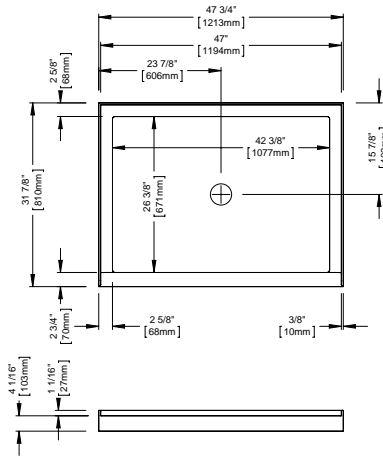 47 3/4"
[1213mm]
47"
[1194mm]
23 7/8"
[606mm]
2 5/8"
[68mm]
31 7/8"
[810mm]
42 3/8"
[1077mm]
26 3/8"
[671mm]
15 7/8"
2 3/4"
[70mm]
2 5/8"
[68mm]
3/8"
[10mm]
4 1/16"
[103mm]
1 1/16"
[27mm]